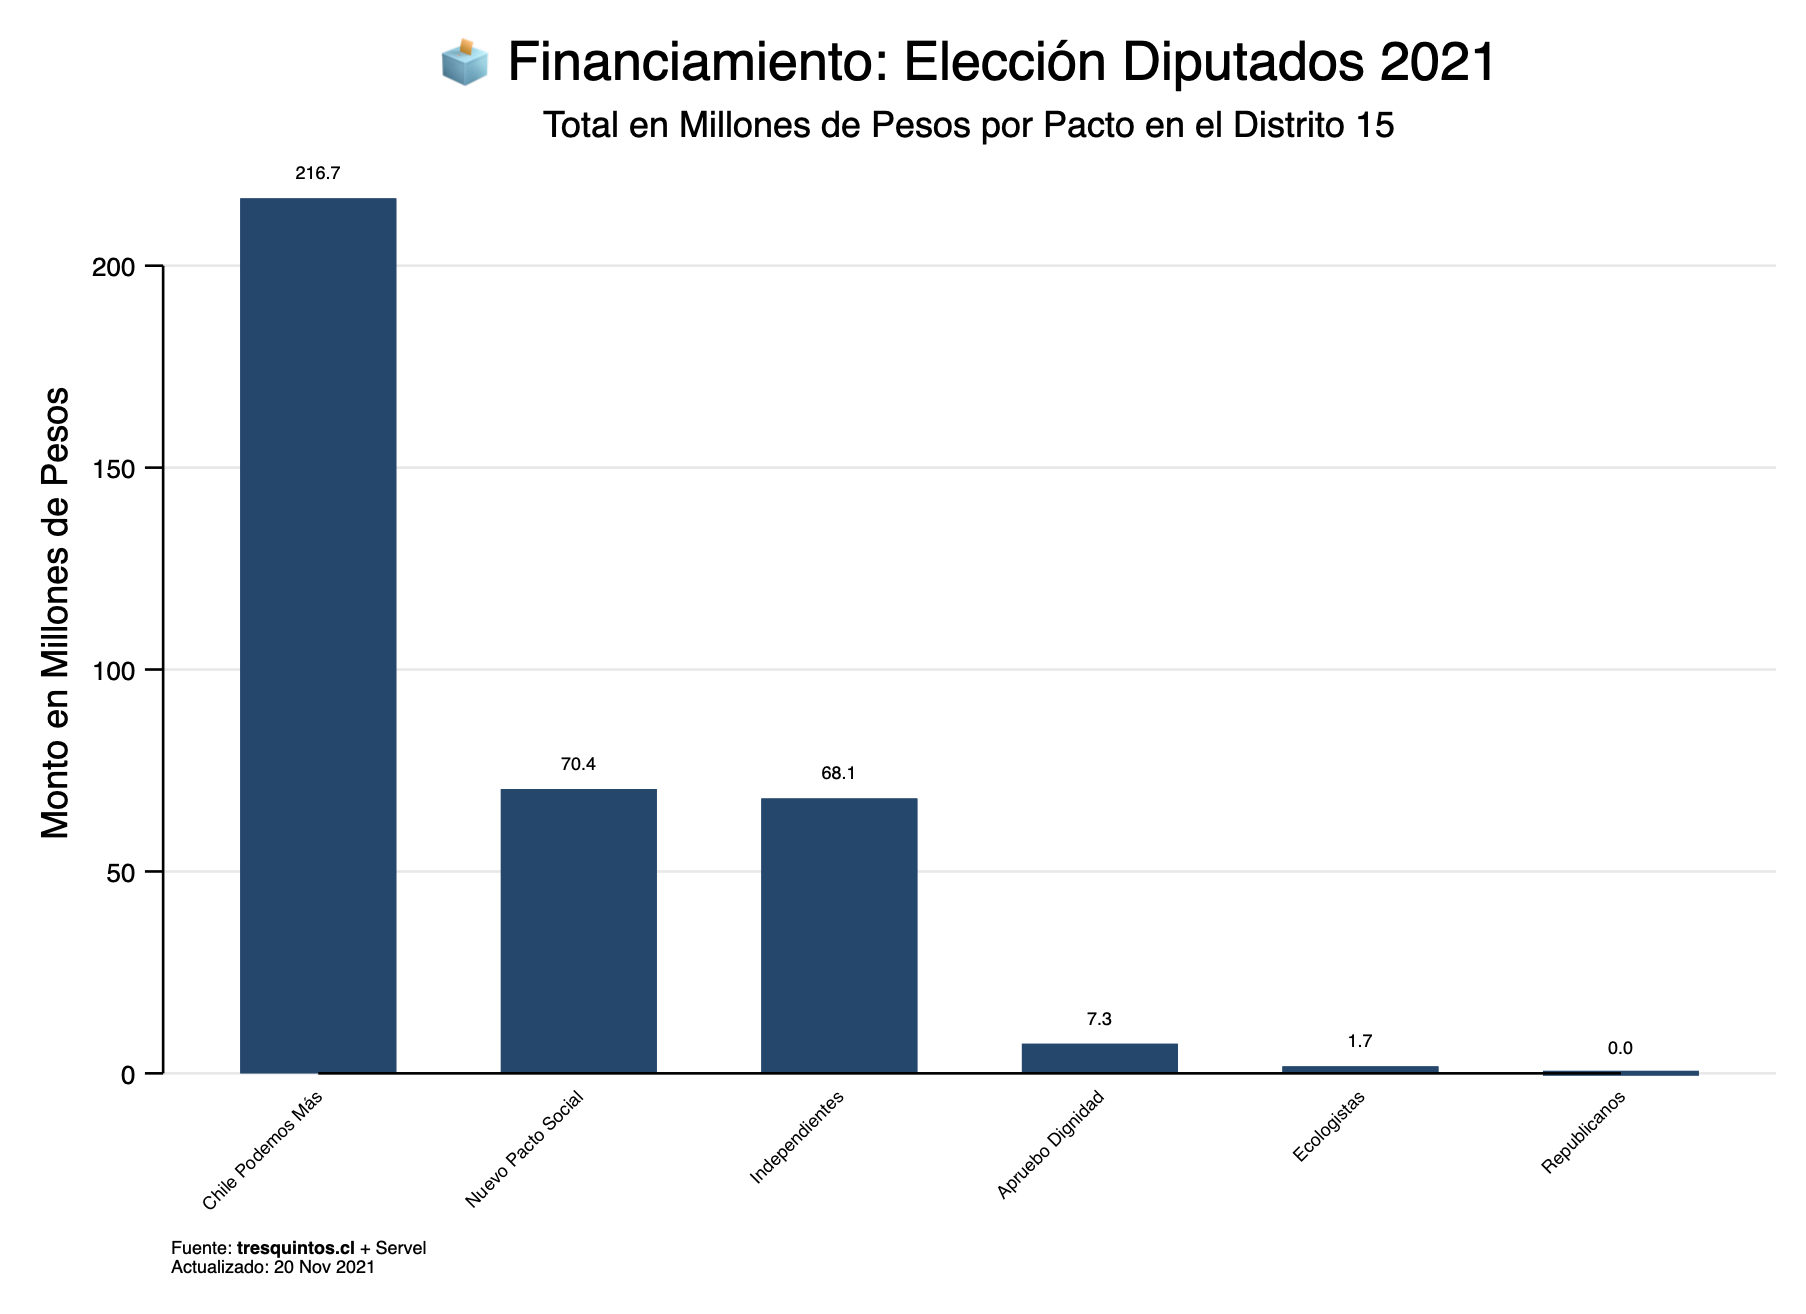 Financiamiento: Elección Diputados 2021
Total en Millones de Pesos por Pacto en el Distrito 15
Monto en Millones de Pesos
200
150
100
50
0
216.7
70.4
68.1
7.3
1.7
0.0
Chile Podemos Más
Nuevo Pacto Social
Independientes
Apruebo Dignidad
Ecologistas
Republicanos
Fuente: tresquintos.cl + Servel
Actualizado: 20 Nov 2021